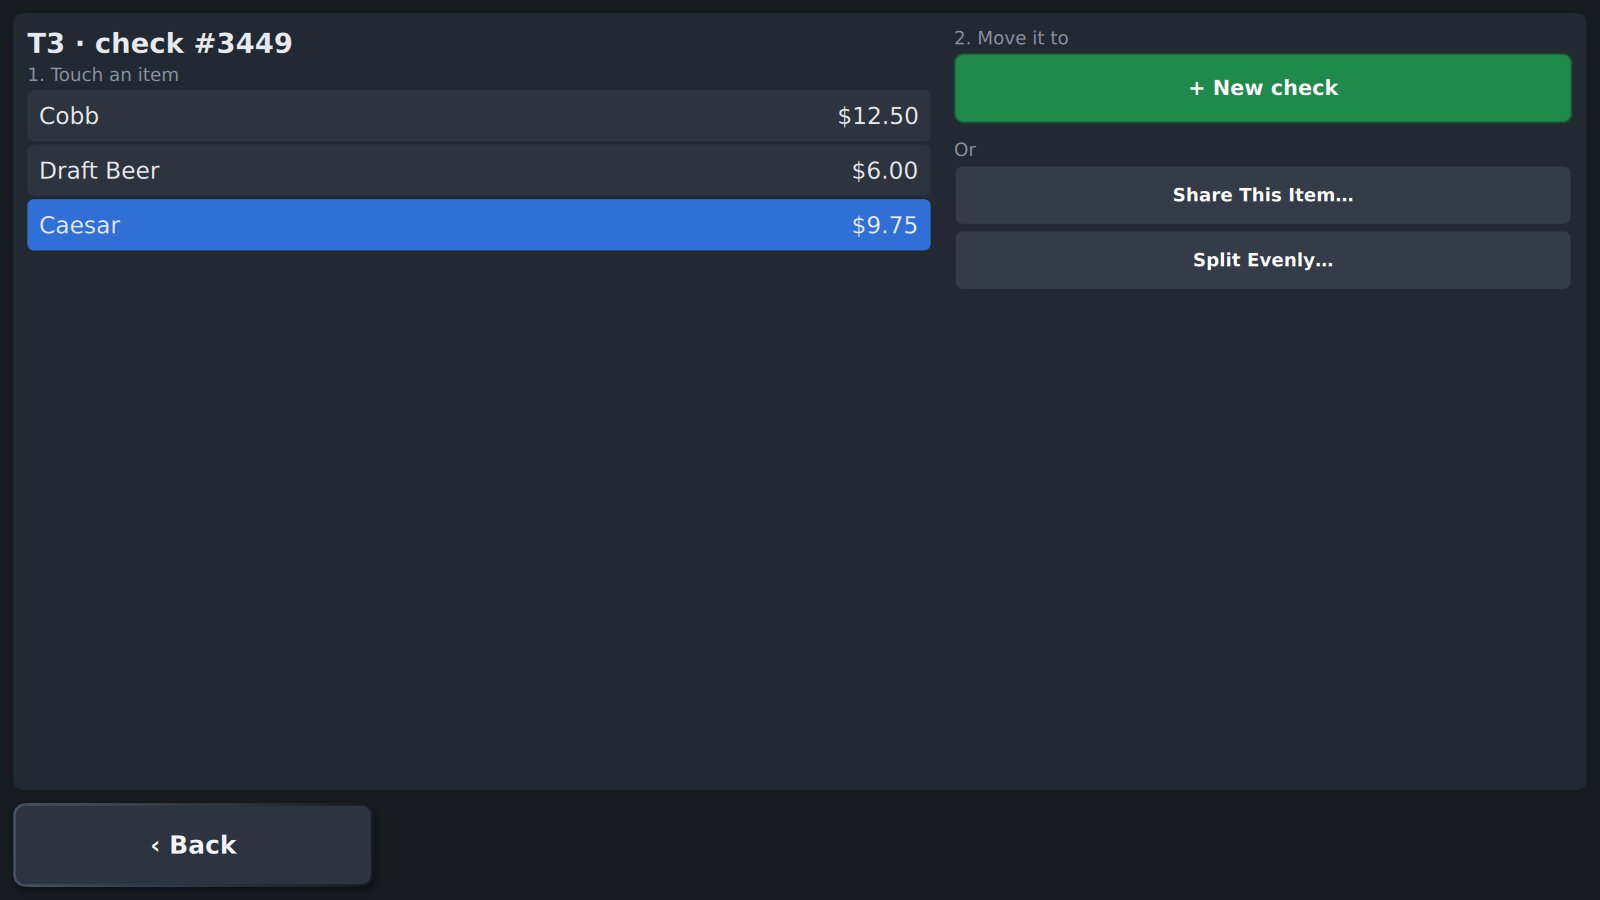 T3 · check #3449
1. Touch an item
Cobb $12.50
Draft Beer $6.00
Caesar $9.75
2. Move it to
+ New check
Or
Share This Item…
Split Evenly…
‹ Back